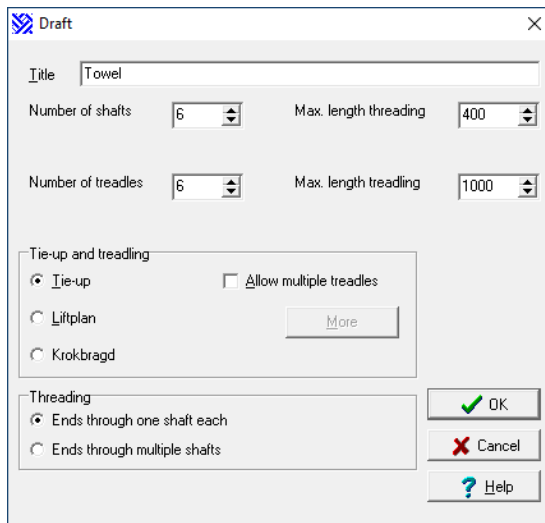 Draft
Title Towel
Number of shafts 6 Max. length threading 400
Number of treadles 6 Max. length treadling 1000
Tie-up and treadling
Tie-up Allow multiple treadles
Liftplan More
Krokbragd
Threading
Ends through one shaft each OK
Ends through multiple shafts Cancel
Help